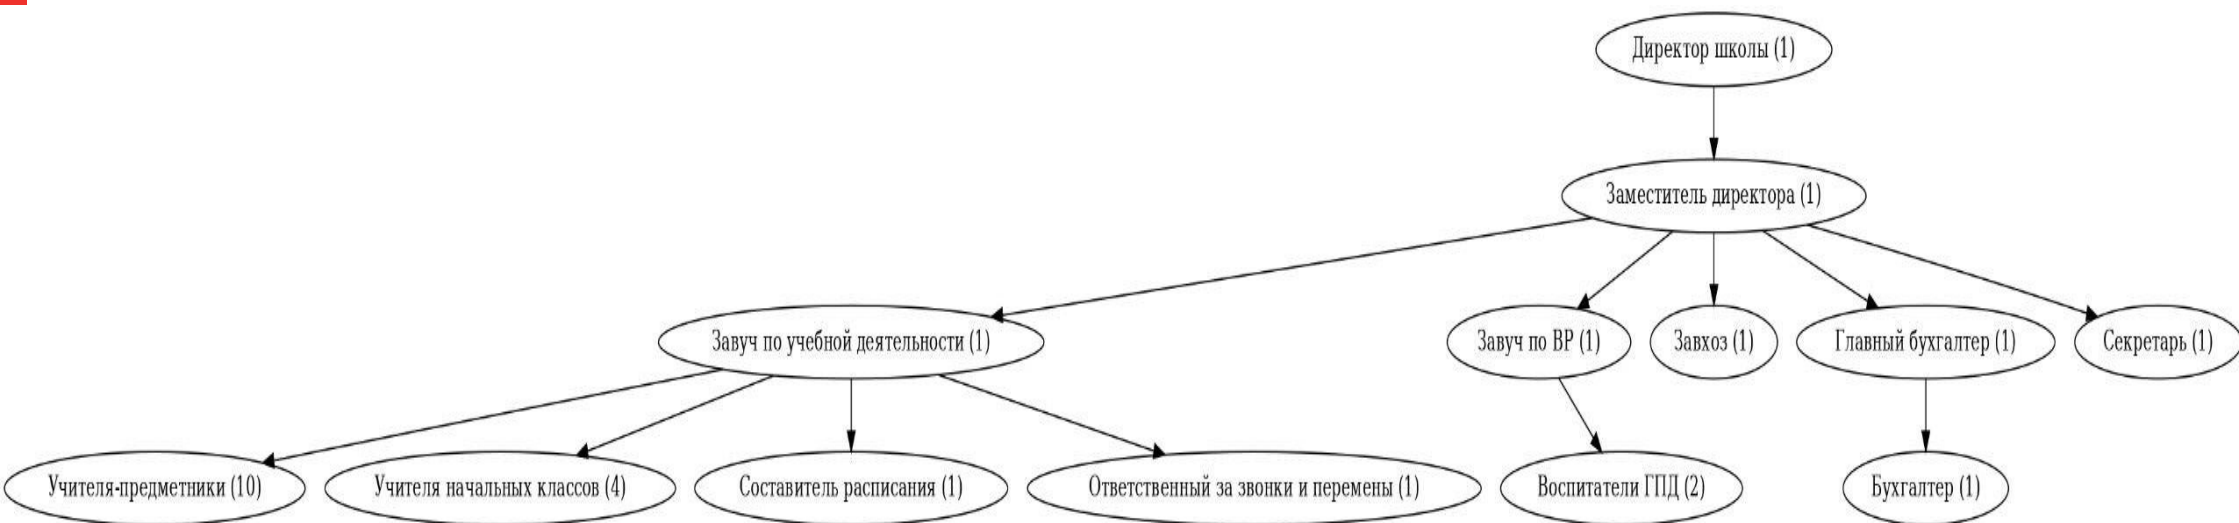 Директор школы (1)
Заместитель директора (1)
Завуч по учебной деятельности (1)
Завуч по ВР (1)
Завхоз (1)
Главный бухгалтер (1)
Секретарь (1)
Учителя-предметники (10)
Учителя начальных классов (4)
Составитель расписания (1)
Ответственный за звонки и перемены (1)
Воспитатели ГПД (2)
Бухгалтер (1)